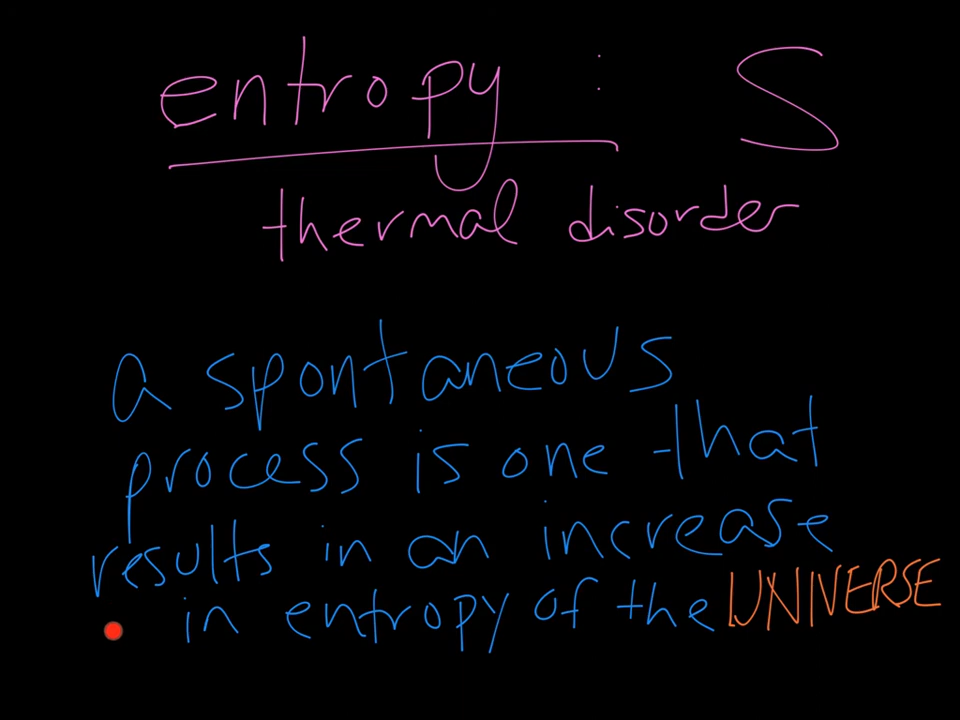 entropy : S
thermal disorder
a spontaneous
process is one that
results in an increase
in entropy of the UNIVERSE